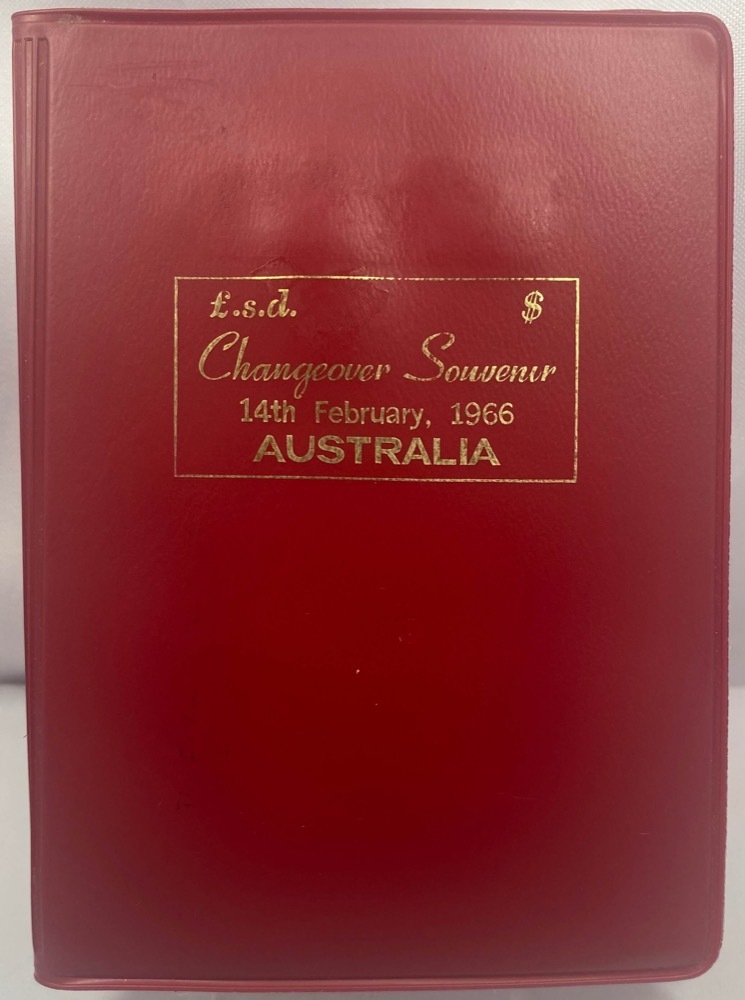 £.s.d. $
Changeover Souvenir
14th February, 1966
AUSTRALIA